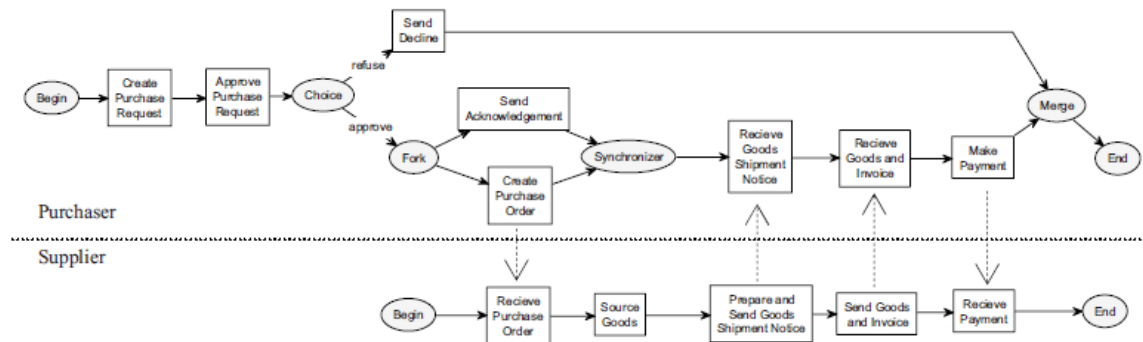 Send
Decline
refuse
Begin
Create
Purchase
Request
Approve
Purchase
Request
Choice
approve
Fork
Send
Acknowledgement
Create
Purchase
Order
Synchronizer
Recieve
Goods
Shipment
Notice
Recieve
Goods and
Invoice
Make
Payment
Merge
End
Purchaser
Supplier
Begin
Recieve
Purchase
Order
Source
Goods
Prepare and
Send Goods
Shipment Notice
Send Goods
and Invoice
Recieve
Payment
End